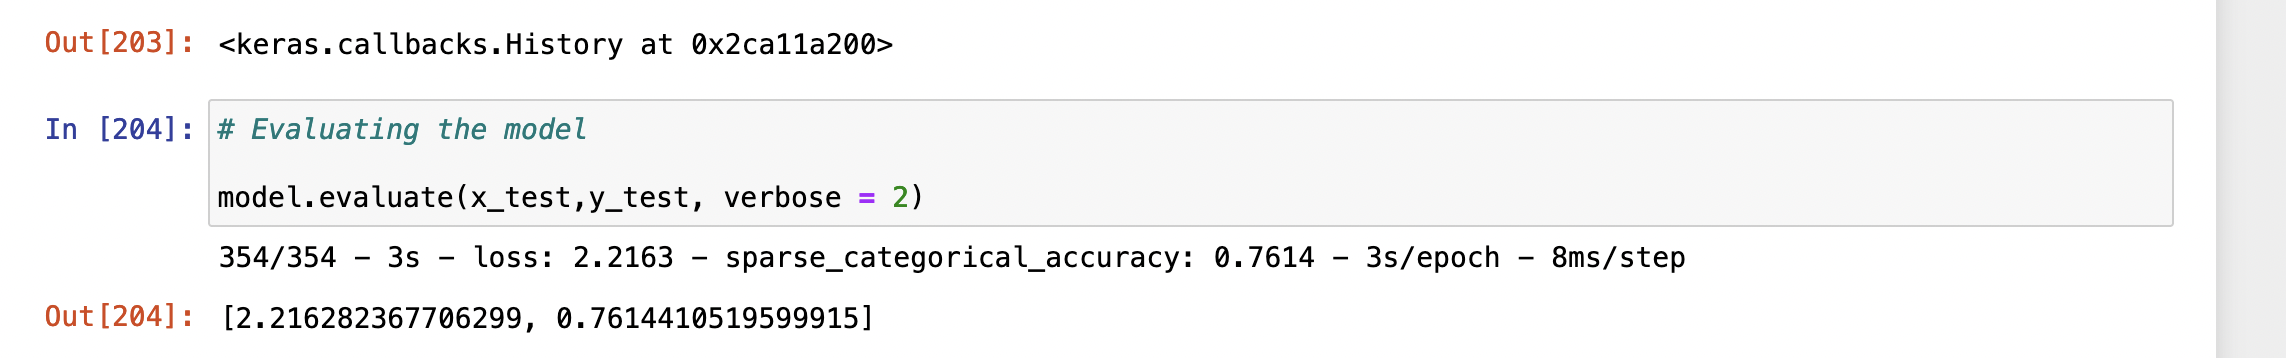 Out[203]: <keras.callbacks.History at 0x2ca11a200>
In [204]: # Evaluating the model
model.evaluate(x_test,y_test, verbose = 2)
354/354 - 3s - loss: 2.2163 - sparse_categorical_accuracy: 0.7614 - 3s/epoch - 8ms/step
Out[204]: [2.216282367706299, 0.7614410519599915]